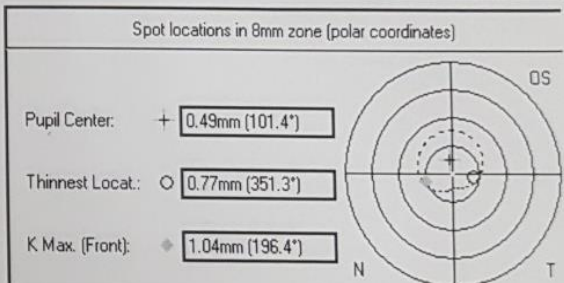 Spot locations in 8mm zone (polar coordinates)
OS
Pupil Center: + 0.49mm (101.4°)
Thinnest Locat.: O 0.77mm (351.3°)
K Max. (Front): 1.04mm (196.4°)
N T